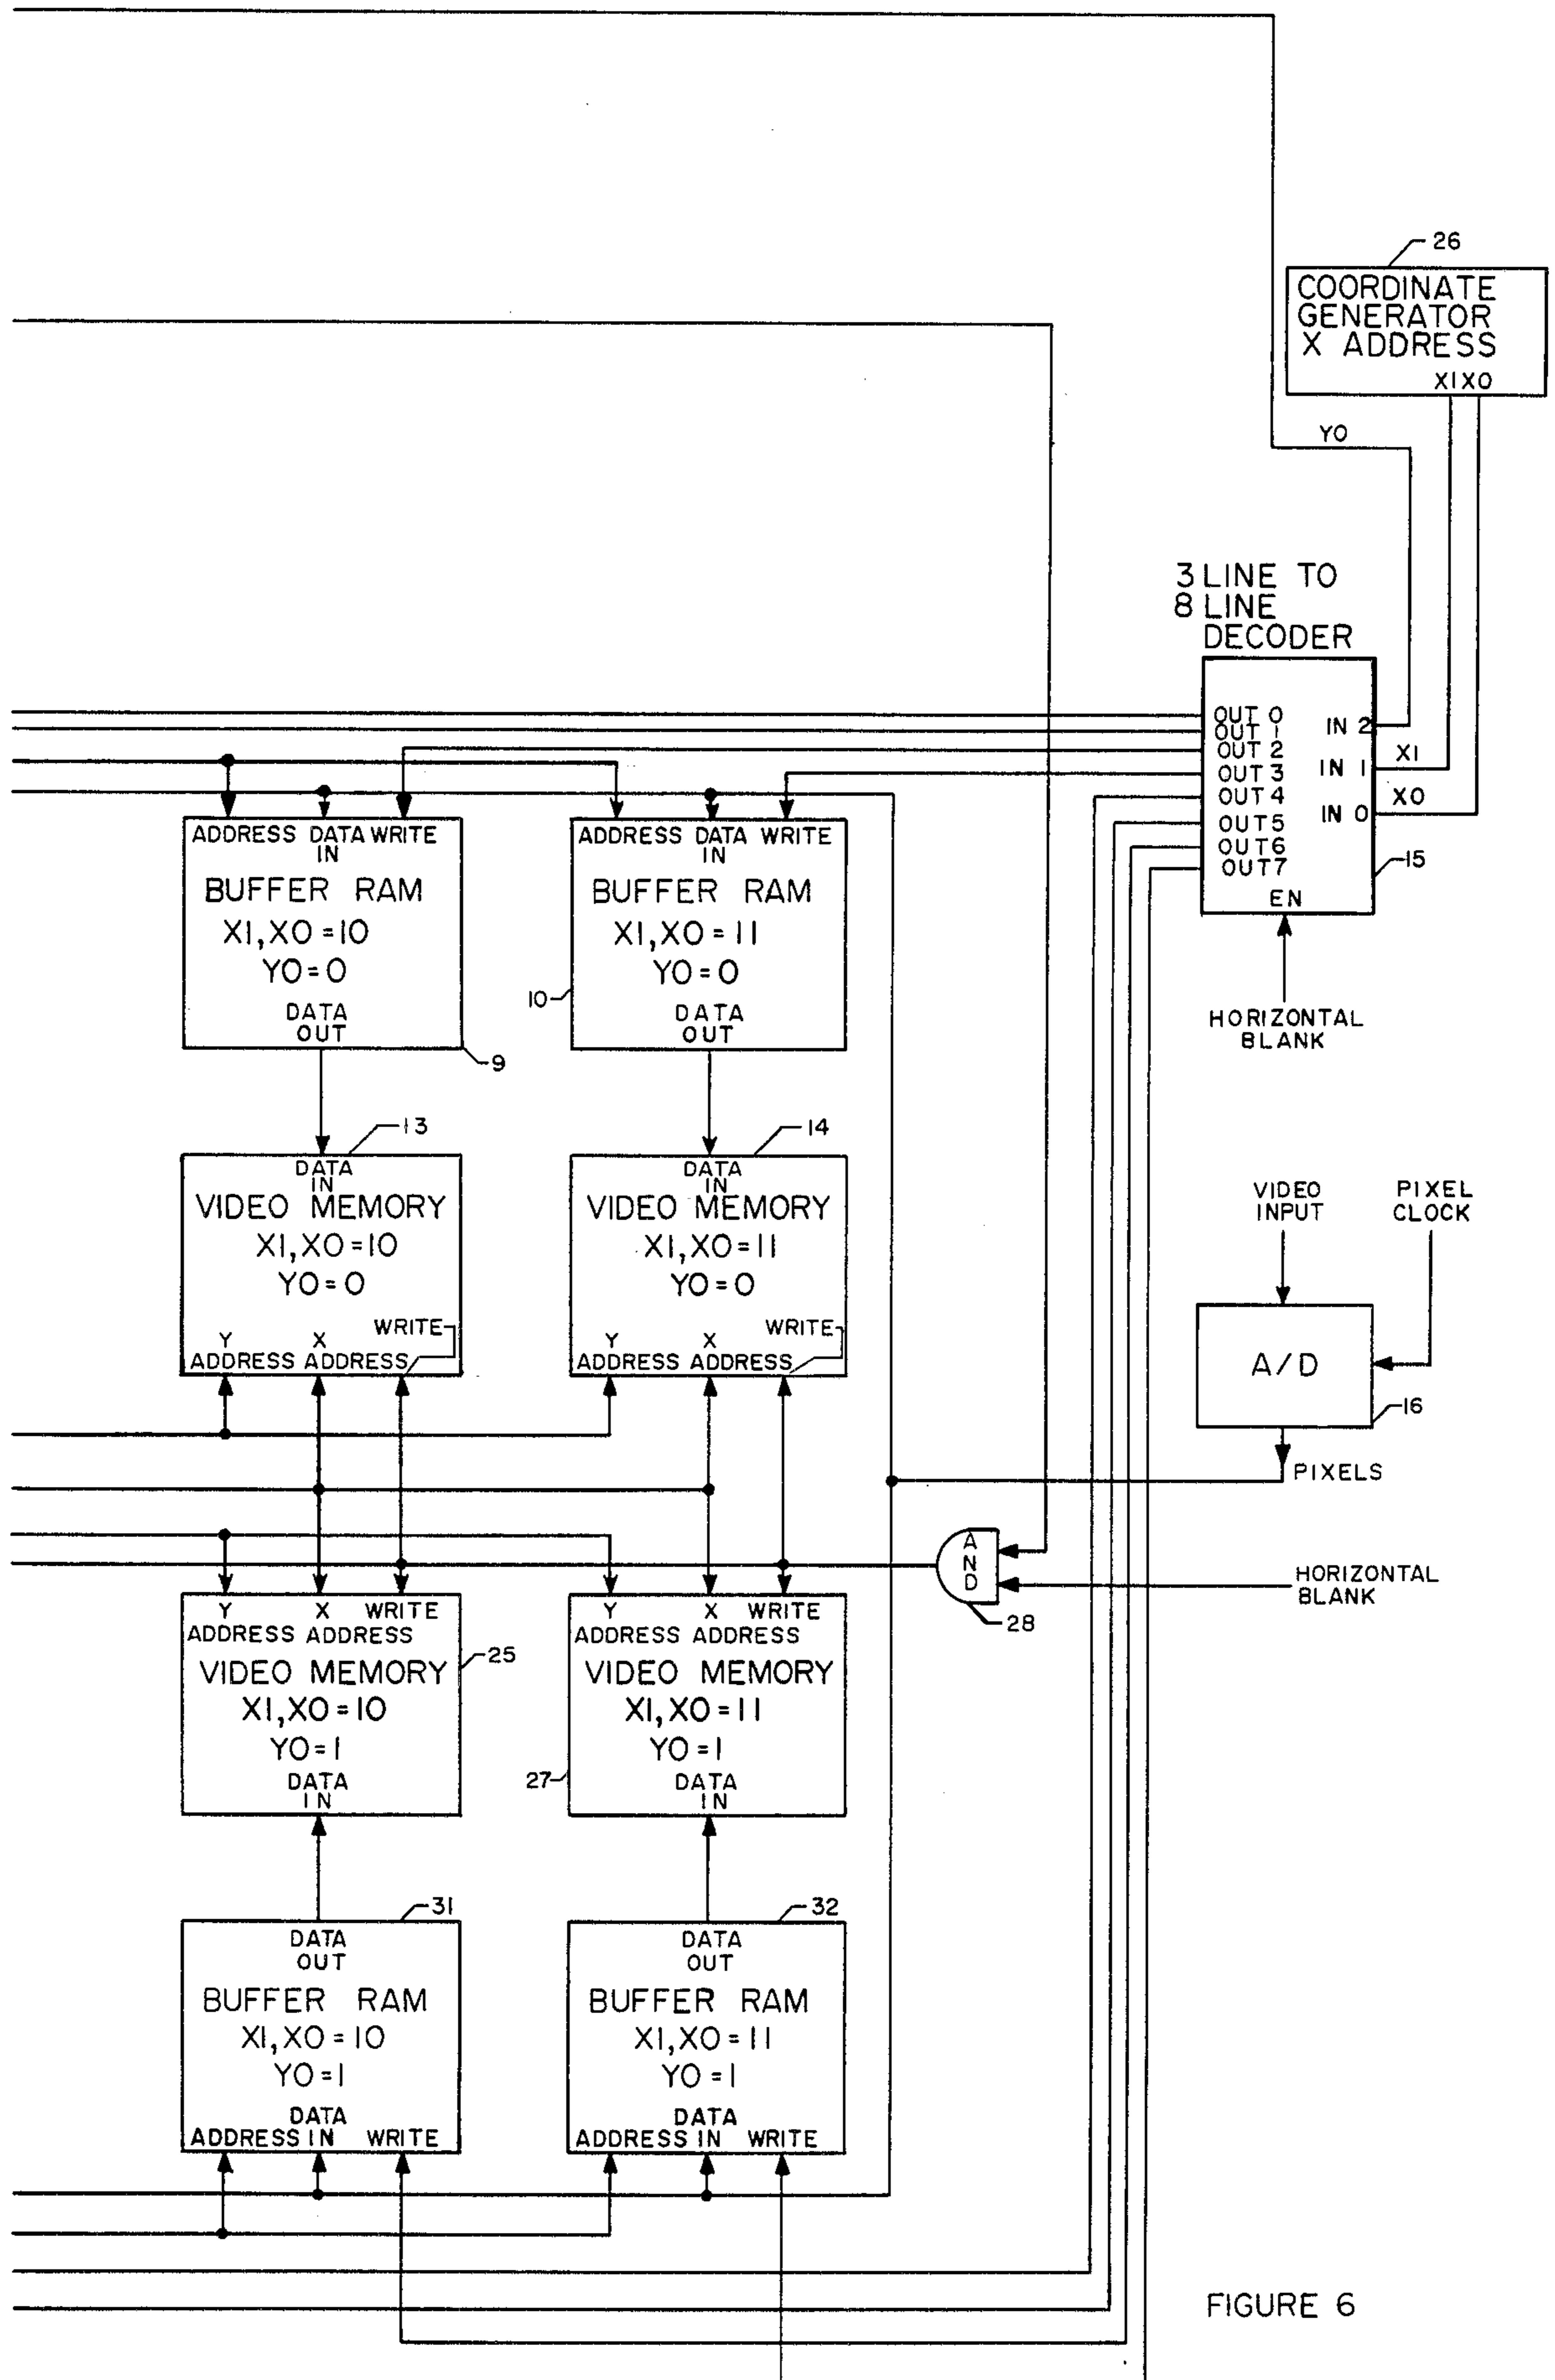 26
COORDINATE
GENERATOR
X ADDRESS
X1 X0
Y0
3 LINE TO
8 LINE
DECODER
OUT 0
OUT 1
OUT 2
OUT 3
OUT 4
OUT 5
OUT 6
OUT 7
IN 2
IN 1
IN 0
X1
X0
EN
15
HORIZONTAL
BLANK
ADDRESS DATA WRITE
IN
BUFFER RAM
X1, X0 = 10
Y0 = 0
DATA
OUT
9
ADDRESS DATA WRITE
IN
BUFFER RAM
X1, X0 = 11
Y0 = 0
DATA
OUT
10
13
DATA
IN
VIDEO MEMORY
X1, X0 = 10
Y0 = 0
WRITE
Y X
ADDRESS ADDRESS
14
DATA
IN
VIDEO MEMORY
X1, X0 = 11
Y0 = 0
WRITE
Y X
ADDRESS ADDRESS
VIDEO
INPUT
PIXEL
CLOCK
A/D
16
PIXELS
AND
28
HORIZONTAL
BLANK
Y X WRITE
ADDRESS ADDRESS
VIDEO MEMORY
X1, X0 = 10
Y0 = 1
DATA
IN
25
Y X WRITE
ADDRESS ADDRESS
VIDEO MEMORY
X1, X0 = 11
Y0 = 1
DATA
IN
27
31
DATA
OUT
BUFFER RAM
X1, X0 = 10
Y0 = 1
DATA
ADDRESS IN WRITE
32
DATA
OUT
BUFFER RAM
X1, X0 = 11
Y0 = 1
DATA
ADDRESS IN WRITE
FIGURE 6